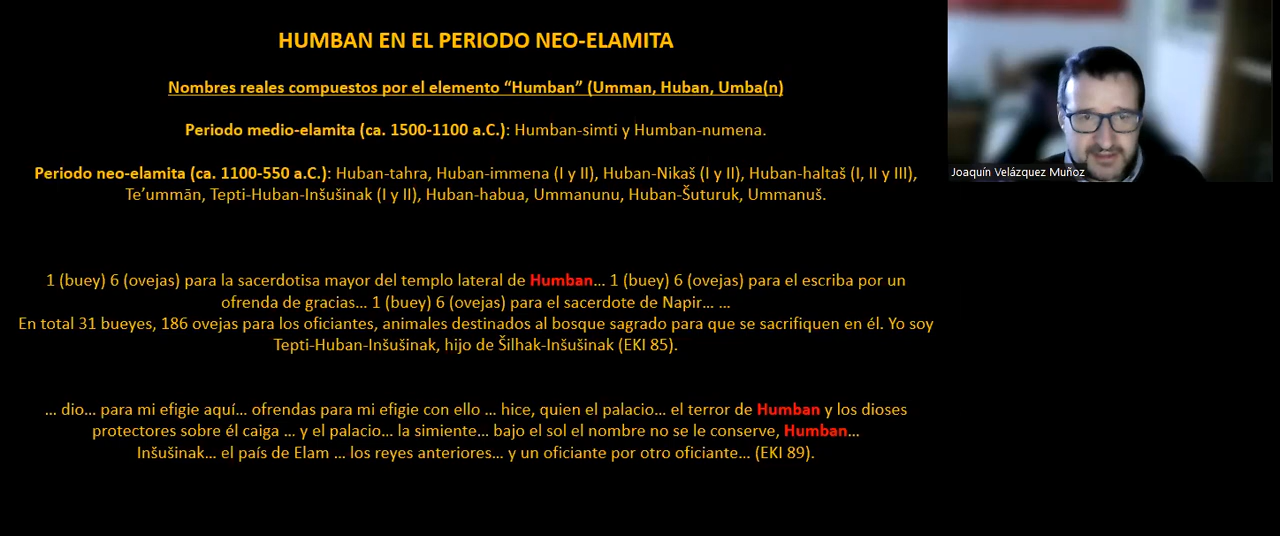 HUMBAN EN EL PERIODO NEO-ELAMITA
Nombres reales compuestos por el elemento “Humban” (Umman, Huban, Umba(n)
Periodo medio-elamita (ca. 1500-1100 a.C.): Humban-simti y Humban-numena.
Periodo neo-elamita (ca. 1100-550 a.C.): Huban-tahra, Huban-immena (I y II), Huban-Nikaš (I y II), Huban-haltaš (I, II y III),
Te’ummān, Tepti-Huban-Inšušinak (I y II), Huban-habua, Ummanunu, Huban-Šuturuk, Ummanuš.
1 (buey) 6 (ovejas) para la sacerdotisa mayor del templo lateral de Humban… 1 (buey) 6 (ovejas) para el escriba por un
ofrenda de gracias… 1 (buey) 6 (ovejas) para el sacerdote de Napir… …
En total 31 bueyes, 186 ovejas para los oficiantes, animales destinados al bosque sagrado para que se sacrifiquen en él. Yo soy
Tepti-Huban-Inšušinak, hijo de Šilhak-Inšušinak (EKI 85).
… dio… para mi efigie aquí… ofrendas para mi efigie con ello … hice, quien el palacio… el terror de Humban y los dioses
protectores sobre él caiga … y el palacio… la simiente… bajo el sol el nombre no se le conserve, Humban…
Inšušinak… el país de Elam … los reyes anteriores… y un oficiante por otro oficiante… (EKI 89).
Joaquín Velázquez Muñoz